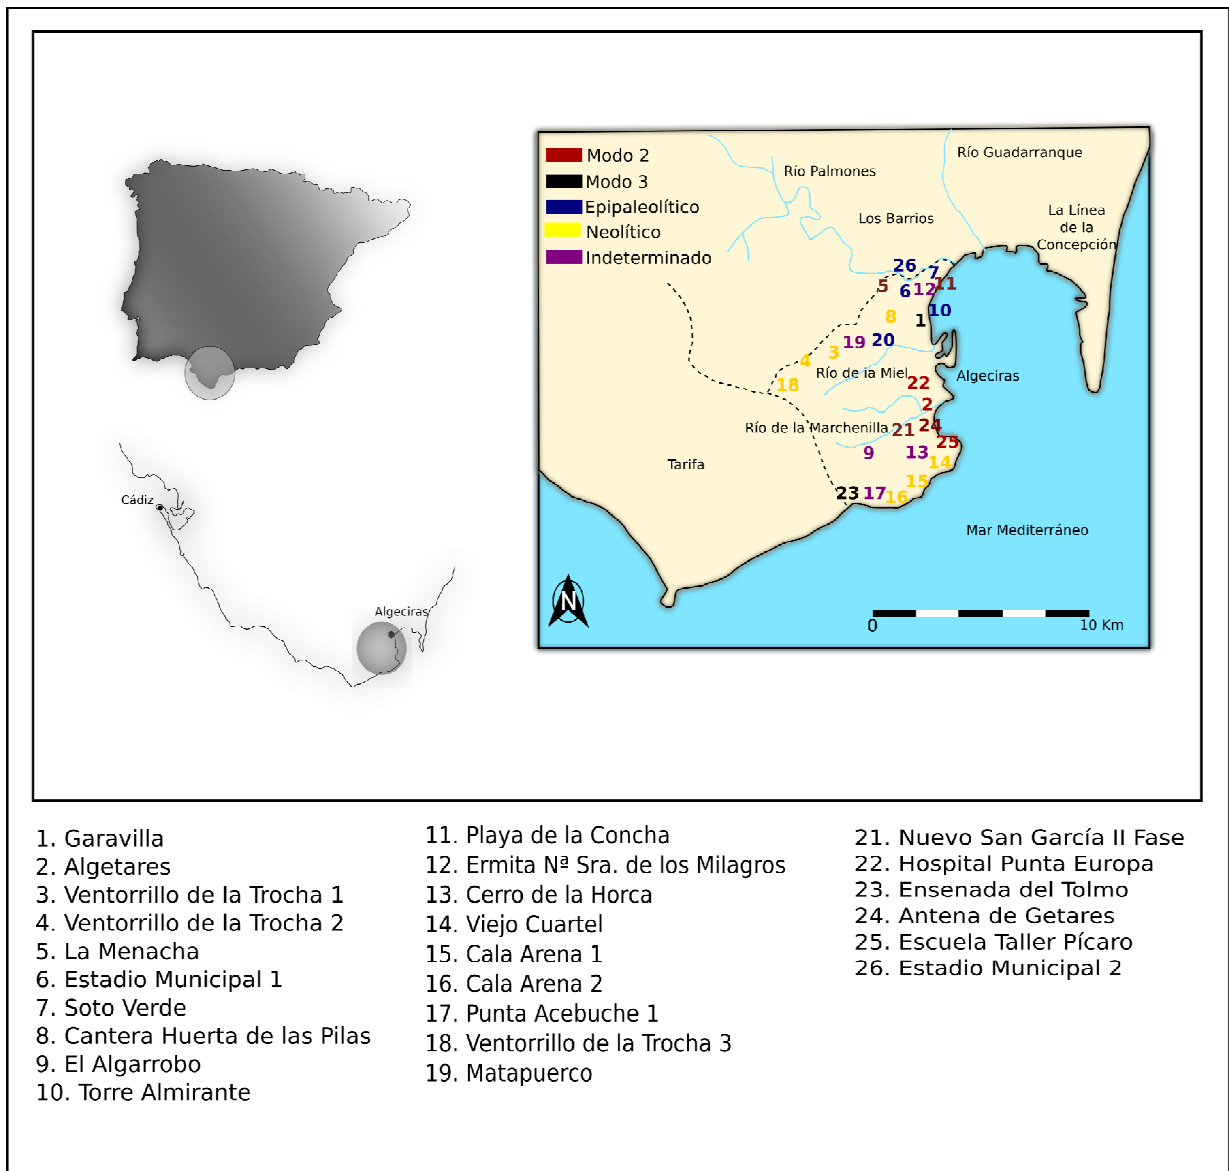 Modo 2
Modo 3
Epipaleolítico
Neolítico
Indeterminado
Río Guadarranque
Río Palmones
Los Barrios
La Línea
de la
Concepción
26
7
5
6
12
11
8
1
10
19
20
3
4
18
Río de la Miel
22
Algeciras
2
Río de la Marchenilla
21
24
25
9
13
14
Tarifa
15
23
17
16
Mar Mediterráneo
N
0
10 Km
Cádiz
Algeciras
1. Garavilla
2. Algetares
3. Ventorrillo de la Trocha 1
4. Ventorrillo de la Trocha 2
5. La Menacha
6. Estadio Municipal 1
7. Soto Verde
8. Cantera Huerta de las Pilas
9. El Algarrobo
10. Torre Almirante
11. Playa de la Concha
12. Ermita Nª Sra. de los Milagros
13. Cerro de la Horca
14. Viejo Cuartel
15. Cala Arena 1
16. Cala Arena 2
17. Punta Acebuche 1
18. Ventorrillo de la Trocha 3
19. Matapuerco
21. Nuevo San García II Fase
22. Hospital Punta Europa
23. Ensenada del Tolmo
24. Antena de Getares
25. Escuela Taller Pícaro
26. Estadio Municipal 2